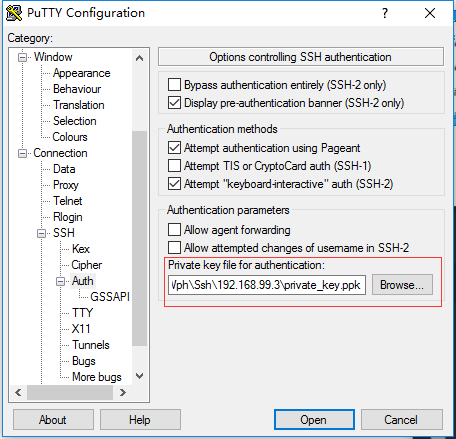 PuTTY Configuration
Category:
Window
Appearance
Behaviour
Translation
Selection
Colours
Connection
Data
Proxy
Telnet
Rlogin
SSH
Kex
Cipher
Auth
GSSAPI
TTY
X11
Tunnels
Bugs
More bugs
Options controlling SSH authentication
Bypass authentication entirely (SSH-2 only)
Display pre-authentication banner (SSH-2 only)
Authentication methods
Attempt authentication using Pageant
Attempt TIS or CryptoCard auth (SSH-1)
Attempt "keyboard-interactive" auth (SSH-2)
Authentication parameters
Allow agent forwarding
Allow attempted changes of username in SSH-2
Private key file for authentication:
\ph\Ssh\192.168.99.3\private_key.ppk Browse...
About Help Open Cancel